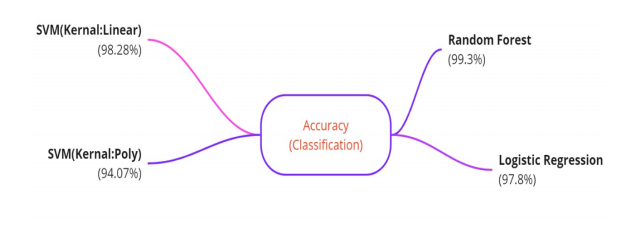 SVM(Kernal:Linear)
(98.28%)
Random Forest
(99.3%)
Accuracy
(Classification)
SVM(Kernal:Poly)
(94.07%)
Logistic Regression
(97.8%)